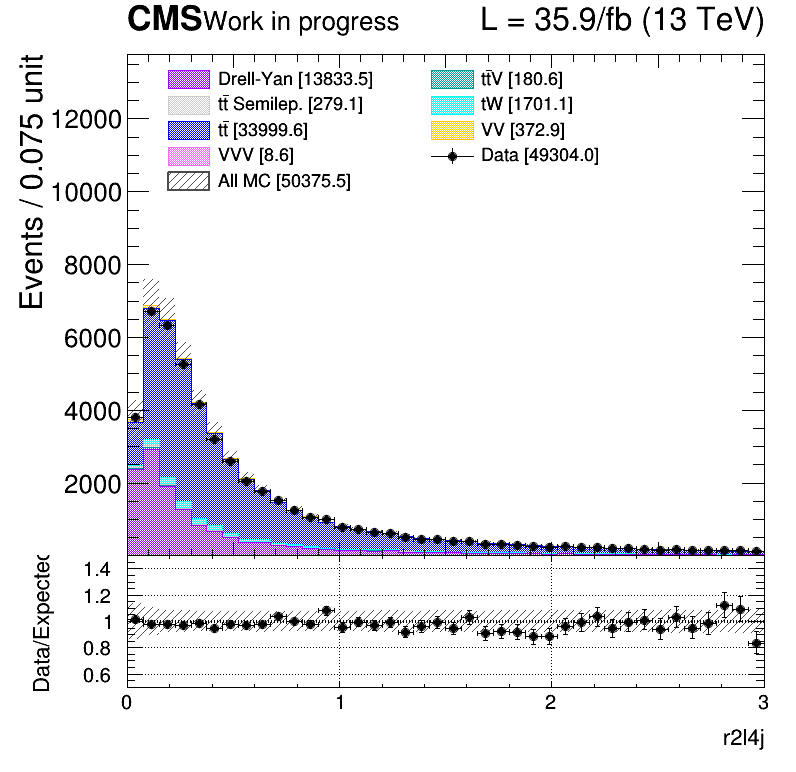 CMS Work in progress L = 35.9/fb (13 TeV)
Events / 0.075 unit
Drell-Yan [13833.5]
tt̄ Semilep. [279.1]
tt̄ [33999.6]
VVV [8.6]
All MC [50375.5]
tt̄V [180.6]
tW [1701.1]
VV [372.9]
Data [49304.0]
12000
10000
8000
6000
4000
2000
Data/Expected
1.4
1.2
1
0.8
0.6
0 1 2 3
r2l4j